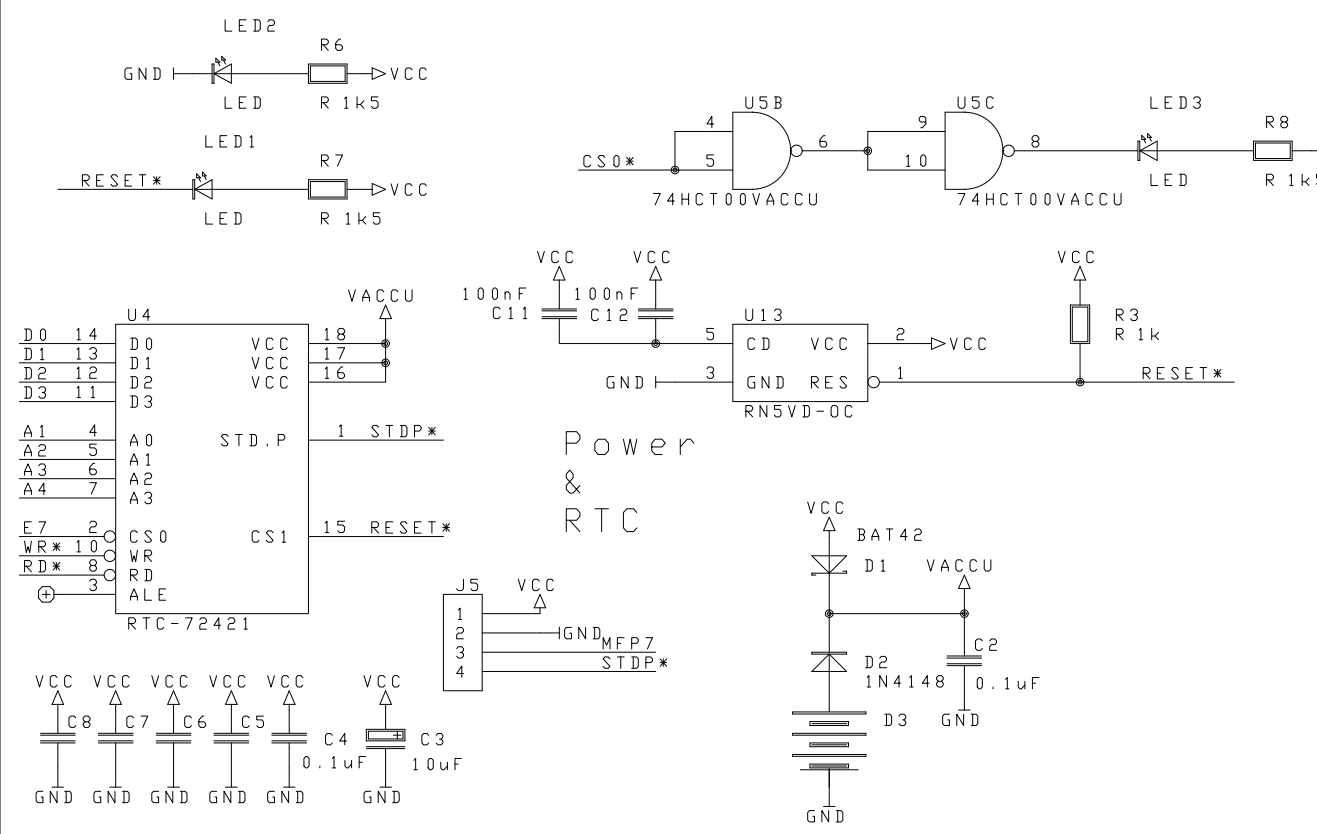 LED2
R6
GND VCC
LED R 1k5
LED1
R7
RESET* VCC
LED R 1k5
U5B U5C LED3
R8
4 9
6 8
5 10
CS0*
LED R 1k5
74HCT00VACCU 74HCT00VACCU
VCC VCC VCC
100nF 100nF
C11 C12
U13
R3
R 1k
5 CD VCC 2 VCC
GND 3 GND RES 1 RESET*
RN5VD-0C
VACCU
U4
D0 14 D0 VCC 18
D1 13 D1 VCC 17
D2 12 D2 VCC 16
D3 11 D3
A1 4 A0 STD.P 1 STDP*
A2 5 A1
A3 6 A2
A4 7 A3
E7 2 CS0 CS1 15 RESET*
WR* 10 WR
RD* 8 RD
3 ALE
RTC-72421
Power
&
RTC
J5 VCC
1
2 GND
3 MFP7
4 STDP*
VCC
BAT42
D1 VACCU
C2
D2
1N4148 0.1uF
D3 GND
GND
VCC VCC VCC VCC VCC VCC
C8 C7 C6 C5 C4 C3
0.1uF 10uF
GND GND GND GND GND GND